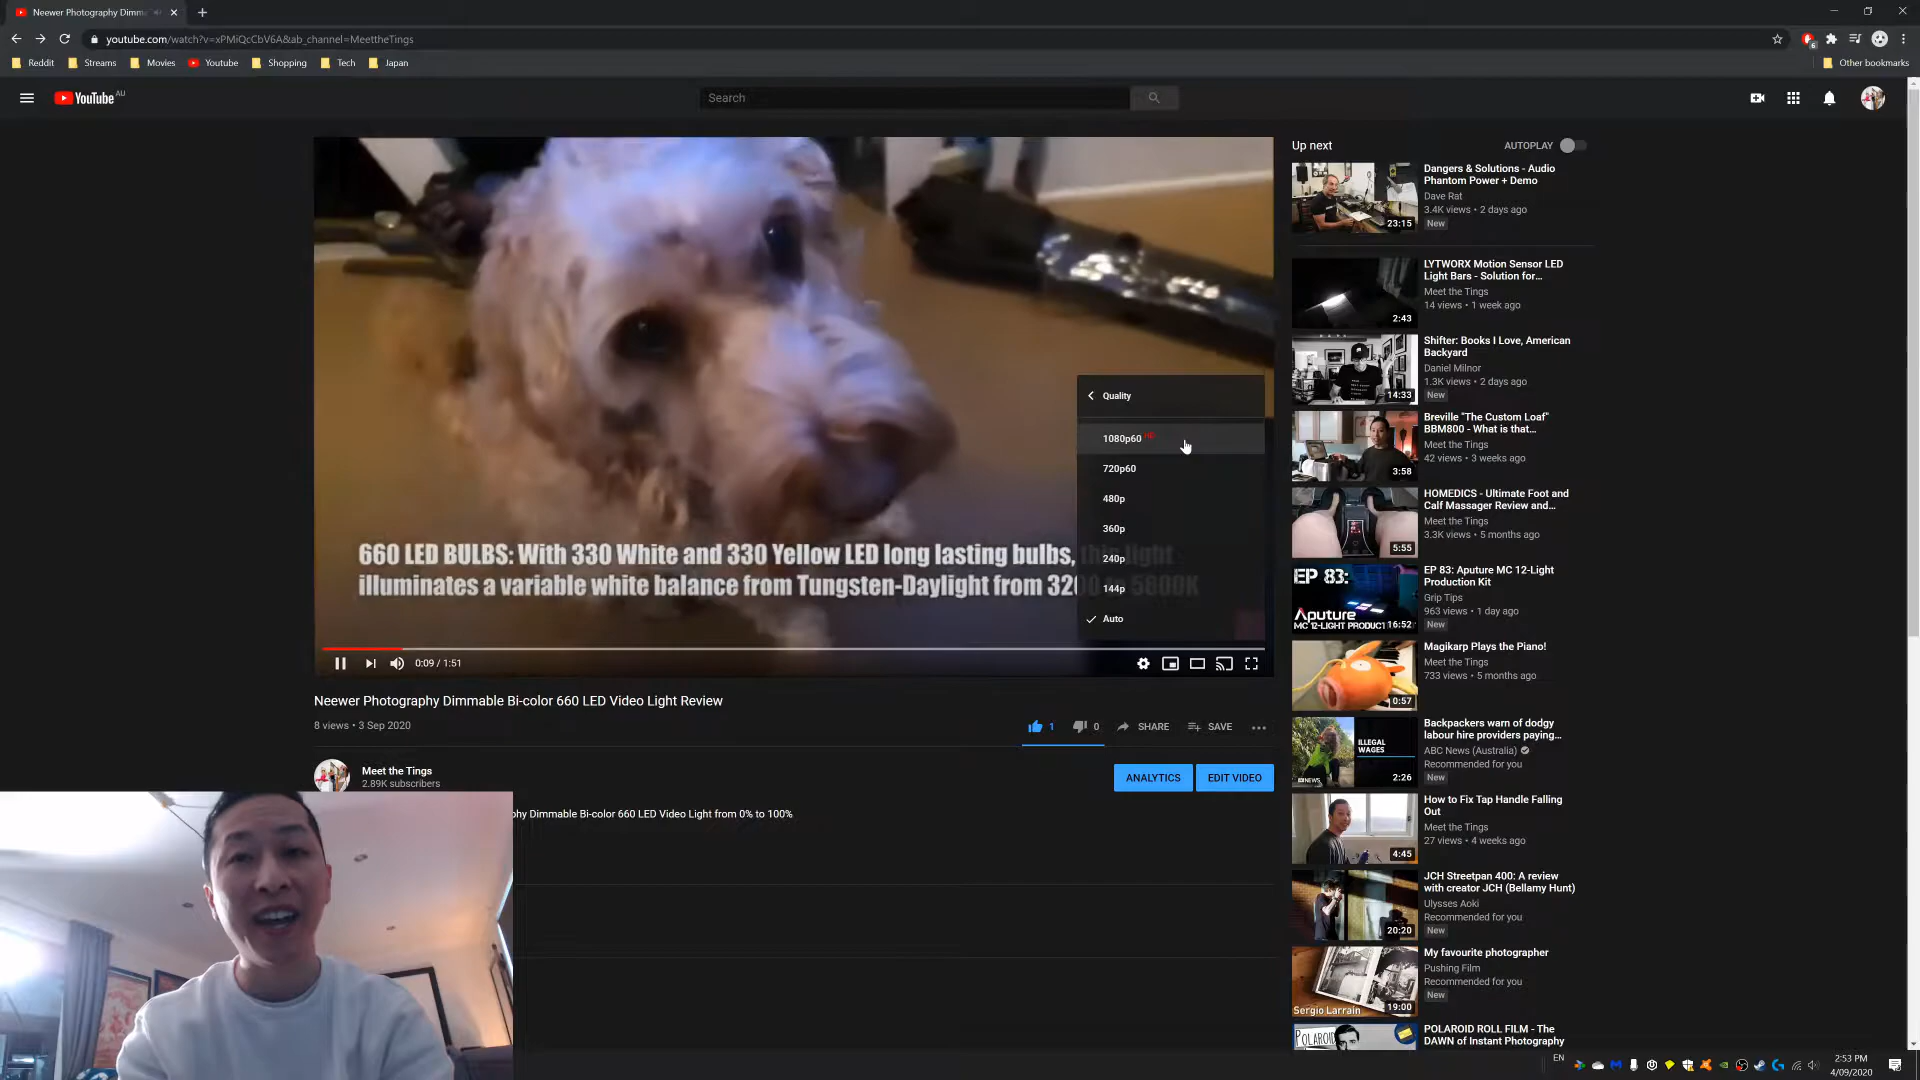 Neewer Photography Dimm
youtube.com/watch?v=xPMiQcCbV6A&ab_channel=MeettheTings
6
Reddit
Streams
Movies
Youtube
Shopping
Tech
Japan
Other bookmarks
YouTube AU
Search
660 LED BULBS: With 330 White and 330 Yellow LED long lasting bulbs, this light
illuminates a variable white balance from Tungsten-Daylight from 3200 to 5800K
Quality
1080p60 HD
720p60
480p
360p
240p
144p
Auto
0:09 / 1:51
Neewer Photography Dimmable Bi-color 660 LED Video Light Review
8 views • 3 Sep 2020
1
0
SHARE
SAVE
Meet the Tings
2.89K subscribers
ANALYTICS
EDIT VIDEO
phy Dimmable Bi-color 660 LED Video Light from 0% to 100%
Up next
AUTOPLAY
23:15
Dangers & Solutions - Audio
Phantom Power + Demo
Dave Rat
3.4K views • 2 days ago
New
2:43
LYTWORX Motion Sensor LED
Light Bars - Solution for...
Meet the Tings
14 views • 1 week ago
14:33
Shifter: Books I Love, American
Backyard
Daniel Milnor
1.3K views • 2 days ago
New
3:58
Breville "The Custom Loaf"
BBM800 - What is that...
Meet the Tings
42 views • 3 weeks ago
5:55
HOMEDICS - Ultimate Foot and
Calf Massager Review and...
Meet the Tings
3.3K views • 5 months ago
EP 83:
Aputure
MC 12-LIGHT PRODUCT
16:52
EP 83: Aputure MC 12-Light
Production Kit
Grip Tips
963 views • 1 day ago
New
0:57
Magikarp Plays the Piano!
Meet the Tings
733 views • 5 months ago
ILLEGAL
WAGES
NEWS
2:26
Backpackers warn of dodgy
labour hire providers paying...
ABC News (Australia)
Recommended for you
New
4:45
How to Fix Tap Handle Falling
Out
Meet the Tings
27 views • 4 weeks ago
20:20
JCH Streetpan 400: A review
with creator JCH (Bellamy Hunt)
Ulysses Aoki
Recommended for you
New
Sergio Larrain
19:00
My favourite photographer
Pushing Film
Recommended for you
New
POLAROID
POLAROID ROLL FILM - The
DAWN of Instant Photography
EN
2:53 PM
4/09/2020